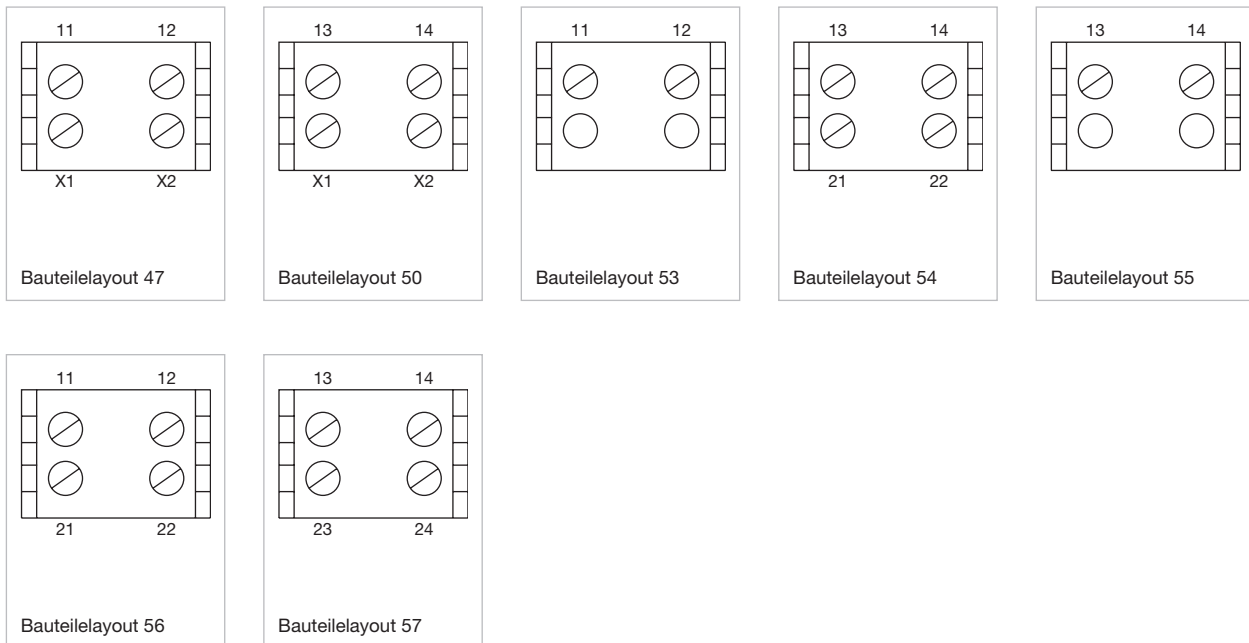 11 12
X1 X2
Bauteilelayout 47
13 14
X1 X2
Bauteilelayout 50
11 12
Bauteilelayout 53
13 14
21 22
Bauteilelayout 54
13 14
Bauteilelayout 55
11 12
21 22
Bauteilelayout 56
13 14
23 24
Bauteilelayout 57